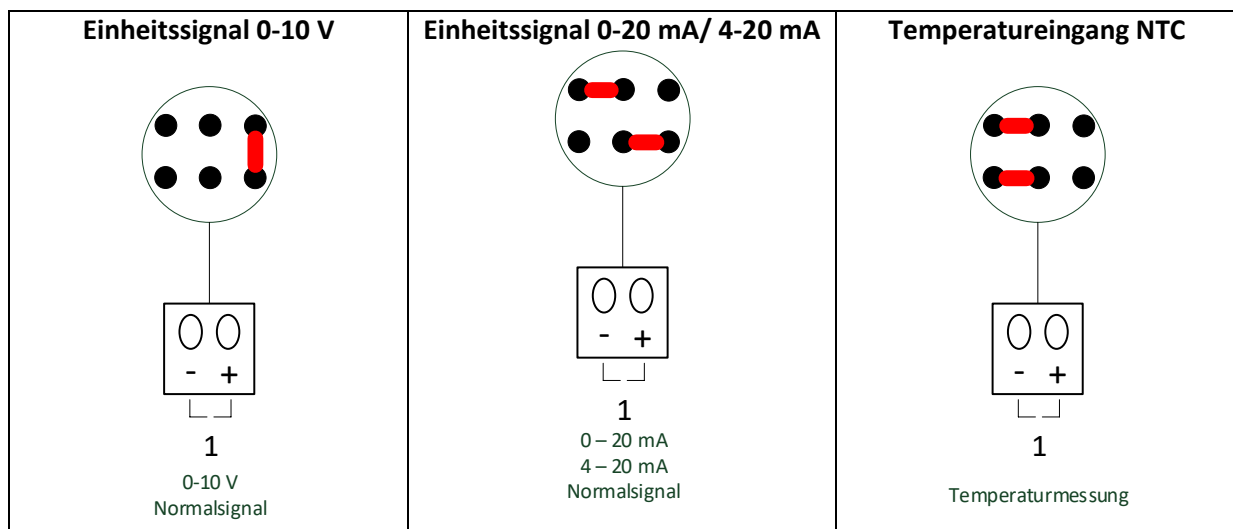 Einheitssignal 0-10 V
- +
1
0-10 V
Normalsignal
Einheitssignal 0-20 mA/ 4-20 mA
- +
1
0 – 20 mA
4 – 20 mA
Normalsignal
Temperatureingang NTC
- +
1
Temperaturmessung